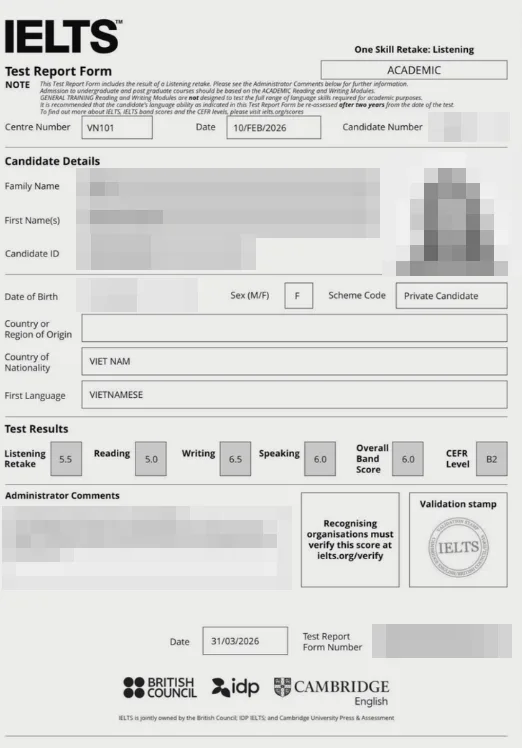 IELTS™
One Skill Retake: Listening
Test Report Form
ACADEMIC
NOTE This Test Report Form includes the result of a Listening retake. Please see the Administrator Comments below for further information.
Admission to undergraduate and post graduate courses should be based on the ACADEMIC Reading and Writing Modules.
GENERAL TRAINING Reading and Writing Modules are not designed to test the full range of language skills required for academic purposes.
It is recommended that the candidate's language ability as indicated in this Test Report Form be re-assessed after two years from the date of the test.
To find out more about IELTS, IELTS band scores and the CEFR levels, please visit ielts.org/scores
Centre Number VN101 Date 10/FEB/2026 Candidate Number
Candidate Details
Family Name
First Name(s)
Candidate ID
Date of Birth Sex (M/F) F Scheme Code Private Candidate
Country or
Region of Origin
Country of
Nationality VIET NAM
First Language VIETNAMESE
Test Results
Listening Retake 5.5 Reading 5.0 Writing 6.5 Speaking 6.0 Overall Band Score 6.0 CEFR Level B2
Administrator Comments
Recognising
organisations must
verify this score at
ielts.org/verify
Validation stamp
IELTS
Date 31/03/2026 Test Report
Form Number
BRITISH
COUNCIL
idp
CAMBRIDGE
English
IELTS is jointly owned by the British Council; IDP IELTS; and Cambridge University Press & Assessment